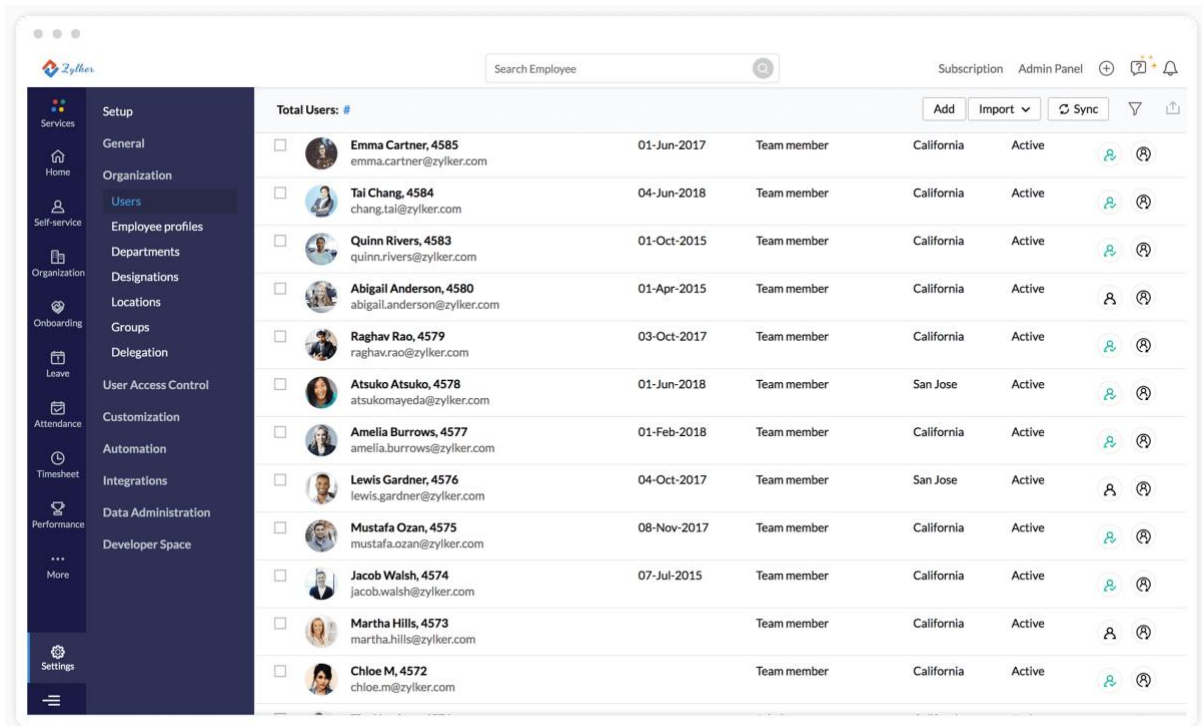 Zylker
Search Employee
Subscription Admin Panel
Services
Home
Self-service
Organization
Onboarding
Leave
Attendance
Timesheet
Performance
More
Settings
Setup
General
Organization
Users
Employee profiles
Departments
Designations
Locations
Groups
Delegation
User Access Control
Customization
Automation
Integrations
Data Administration
Developer Space
Total Users: # Add Import Sync
Emma Cartner, 4585 01-Jun-2017 Team member California Active
emma.cartner@zylker.com
Tai Chang, 4584 04-Jun-2018 Team member California Active
chang.tai@zylker.com
Quinn Rivers, 4583 01-Oct-2015 Team member California Active
quinn.rivers@zylker.com
Abigail Anderson, 4580 01-Apr-2015 Team member California Active
abigail.anderson@zylker.com
Raghav Rao, 4579 03-Oct-2017 Team member California Active
raghav.rao@zylker.com
Atsuko Atsuko, 4578 01-Jun-2018 Team member San Jose Active
atsukomayeda@zylker.com
Amelia Burrows, 4577 01-Feb-2018 Team member California Active
amelia.burrows@zylker.com
Lewis Gardner, 4576 04-Oct-2017 Team member San Jose Active
lewis.gardner@zylker.com
Mustafa Ozan, 4575 08-Nov-2017 Team member California Active
mustafa.ozan@zylker.com
Jacob Walsh, 4574 07-Jul-2015 Team member California Active
jacob.walsh@zylker.com
Martha Hills, 4573 Team member California Active
martha.hills@zylker.com
Chloe M, 4572 Team member California Active
chloe.m@zylker.com